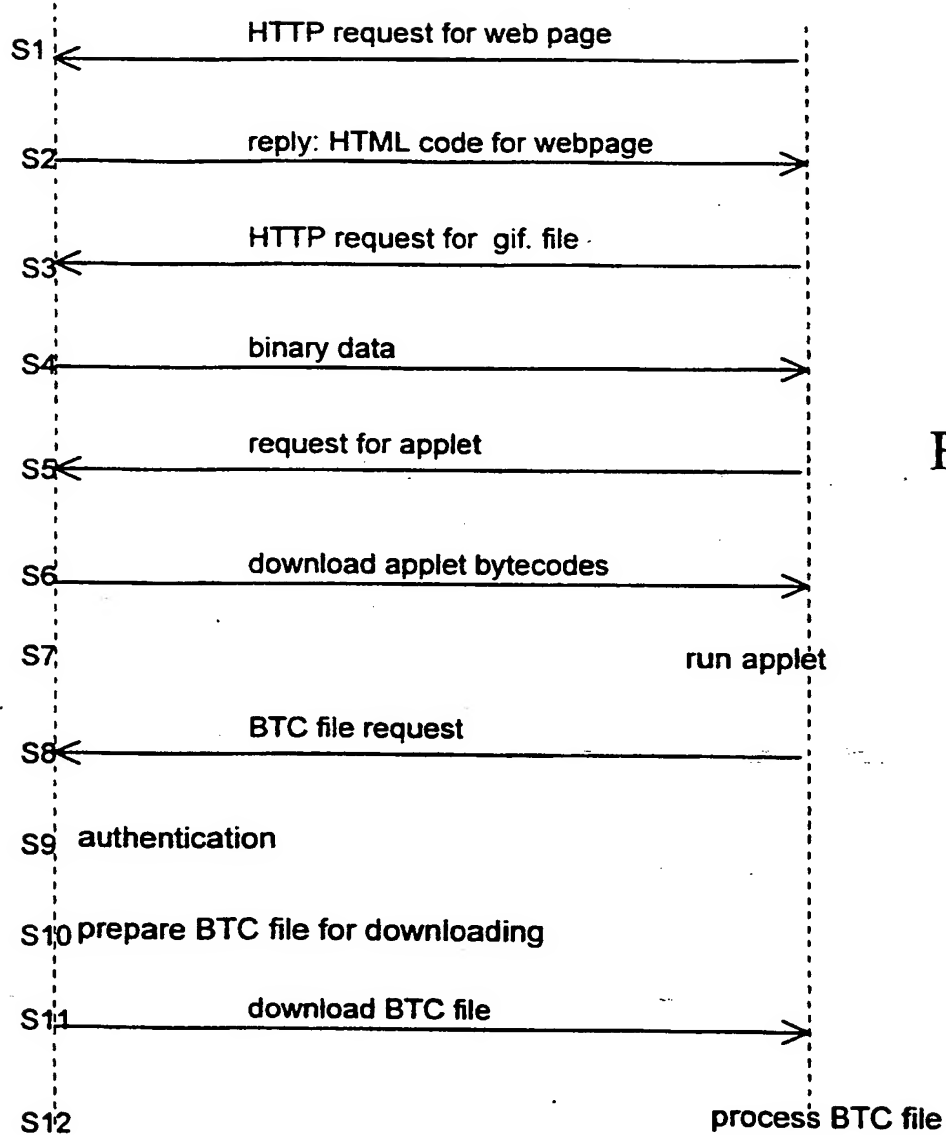 S1 HTTP request for web page
S2 reply: HTML code for webpage
S3 HTTP request for gif. file
S4 binary data
S5 request for applet
S6 download applet bytecodes
S7 run applet
S8 BTC file request
S9 authentication
S10 prepare BTC file for downloading
S11 download BTC file
S12 process BTC file